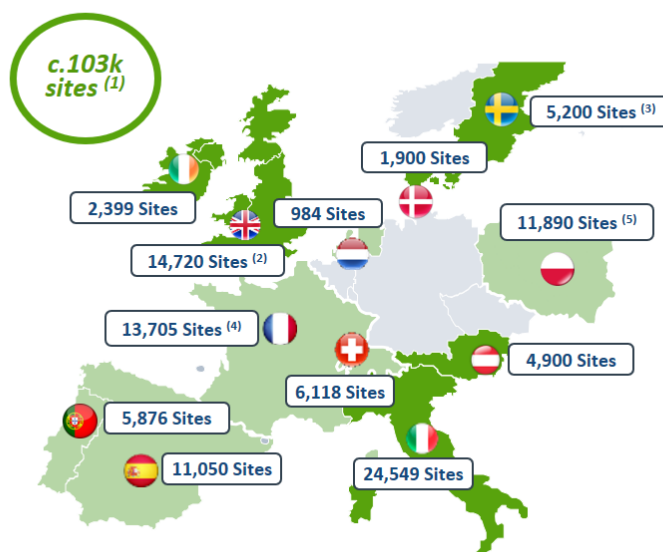 c.103k
sites (1)
5,200 Sites (3)
1,900 Sites
2,399 Sites
984 Sites
11,890 Sites (5)
14,720 Sites (2)
13,705 Sites (4)
4,900 Sites
6,118 Sites
5,876 Sites
11,050 Sites
24,549 Sites